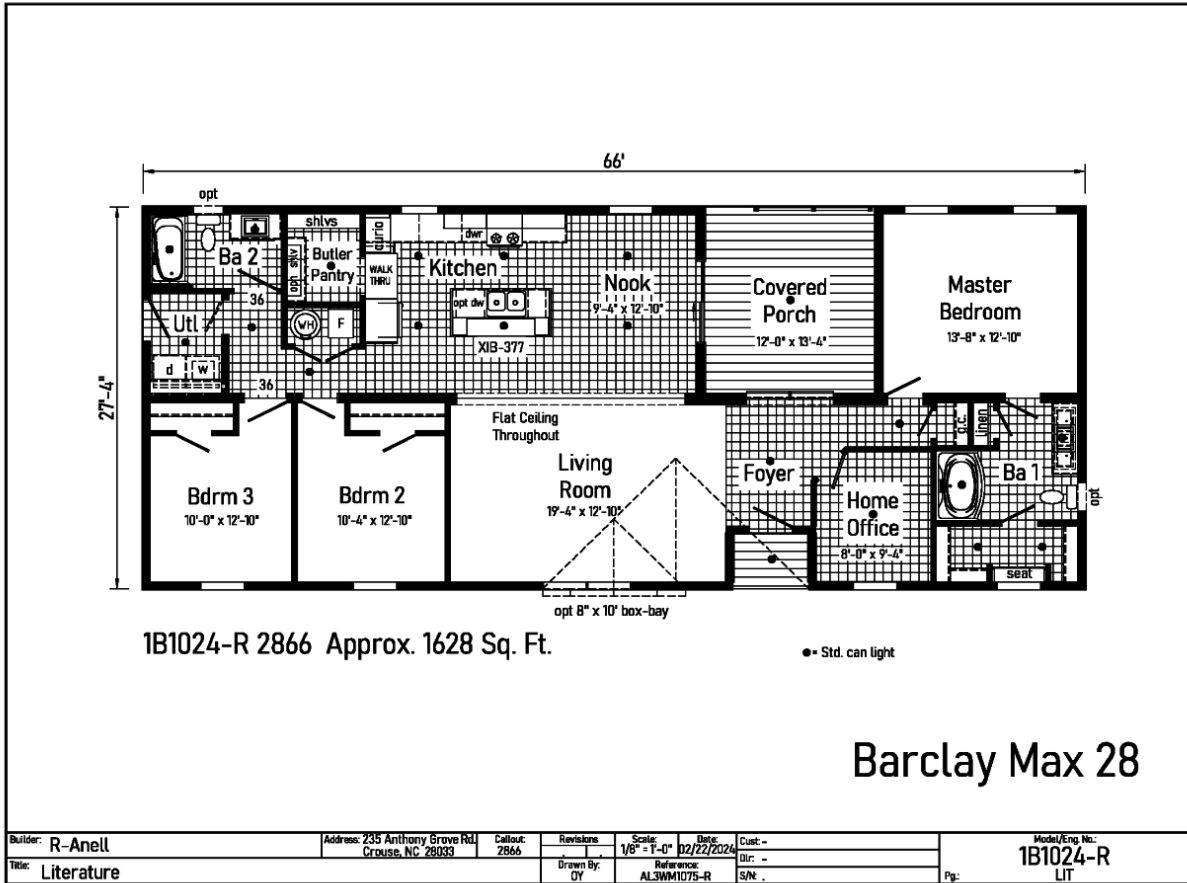 66'
opt
27'-4"
Ba 2
36
shlvs
opn shlv
Butler
Pantry
curio
WALK
THRU
dwr
Kitchen
opt dw
XIB-377
Nook
9'-4" x 12'-10"
Covered
Porch
12'-0" x 13'-4"
Master
Bedroom
13'-8" x 12'-10"
Utl
d
w
WH
F
36
Flat Ceiling
Throughout
Living
Room
19'-4" x 12'-10"
Bdrm 3
10'-0" x 12'-10"
Bdrm 2
10'-4" x 12'-10"
Foyer
Home
Office
8'-0" x 9'-4"
o.c.
linen
Ba 1
opt
seat
opt 8" x 10' box-bay
1B1024-R 2866 Approx. 1628 Sq. Ft.
●= Std. can light
Barclay Max 28
Builder: R-Anell
Title: Literature
Address: 235 Anthony Grove Rd.
Crouse, NC 28033
Callout:
2866
Revisions
Drawn By:
OY
Scale:
1/8" = 1'-0"
Date:
02/22/2024
Reference:
AL3WM1075-R
Cust: -
Dlr: -
S/N: .
Model/Eng. No.:
1B1024-R
Pg.: LIT